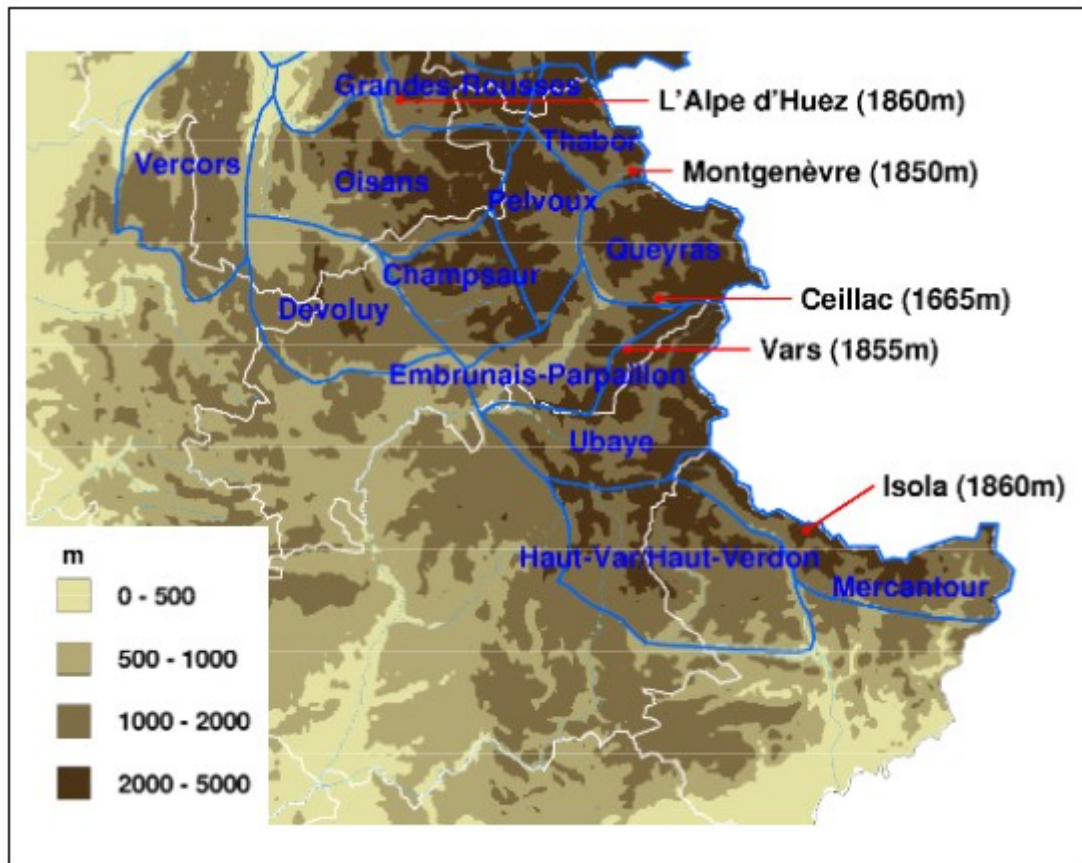 Grandes-Rousses
L'Alpe d'Huez (1860m)
Thabor
Vercors
Montgenèvre (1850m)
Oisans
Pelvoux
Queyras
Champsaur
Ceillac (1665m)
Devoluy
Vars (1855m)
Embrunais-Parpaillon
Ubaye
Isola (1860m)
Haut-Var'Haut-Verdon
Mercantour
m
0 - 500
500 - 1000
1000 - 2000
2000 - 5000